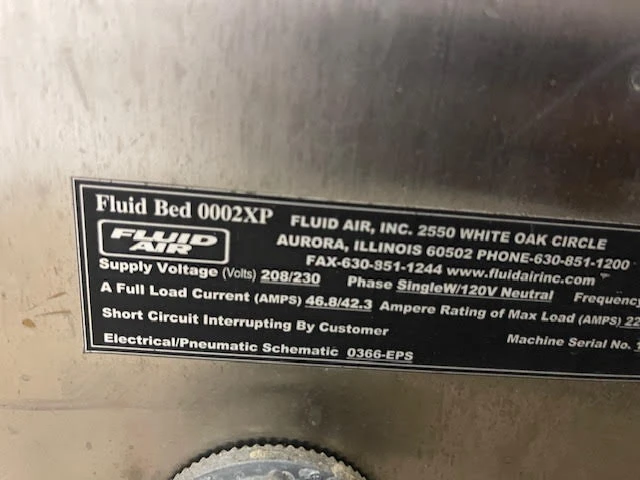 Fluid Bed 0002XP
FLUID AIR, INC. 2550 WHITE OAK CIRCLE
FLUID AIR
AURORA, ILLINOIS 60502 PHONE-630-851-1200
FAX-630-851-1244 www.fluidairinc.com
Supply Voltage (Volts) 208/230 Phase SingleW/120V Neutral Frequenc
A Full Load Current (AMPS) 46.8/42.3 Ampere Rating of Max Load (AMPS) 22
Short Circuit Interrupting By Customer
Machine Serial No.
Electrical/Pneumatic Schematic 0366-EPS